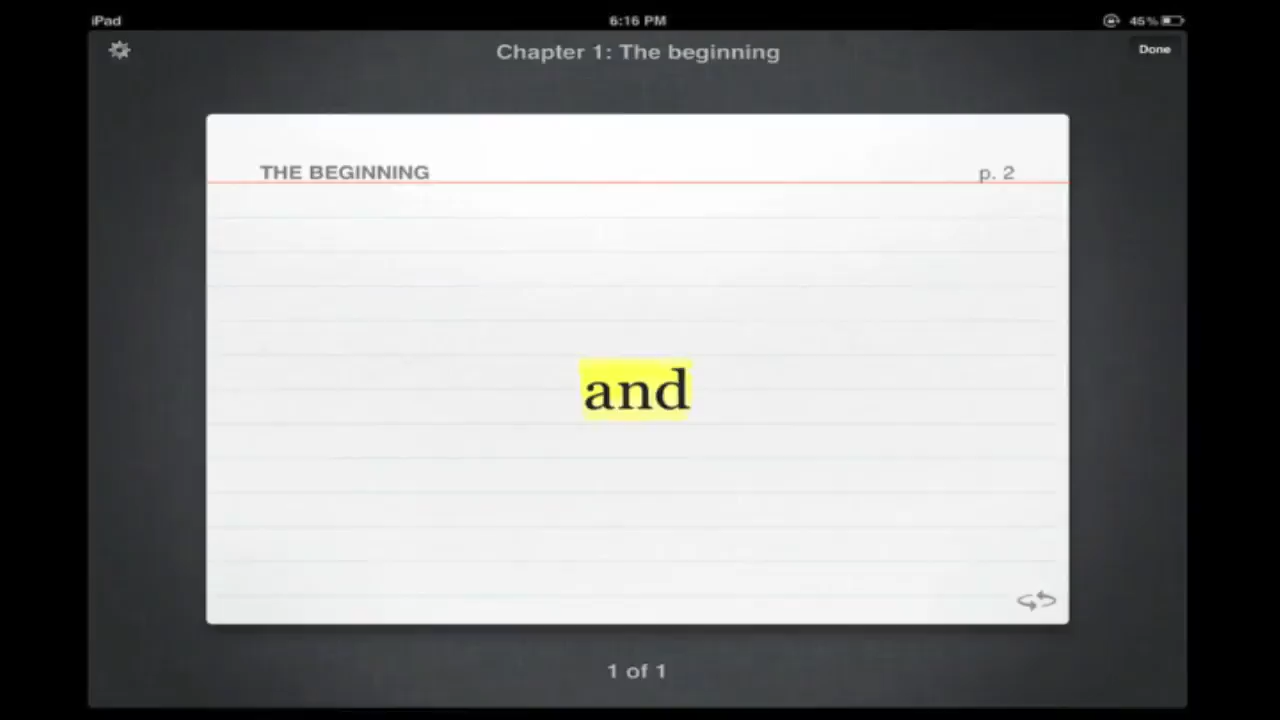 iPad 6:16 PM 45%
Chapter 1: The beginning Done
THE BEGINNING p. 2
and
1 of 1